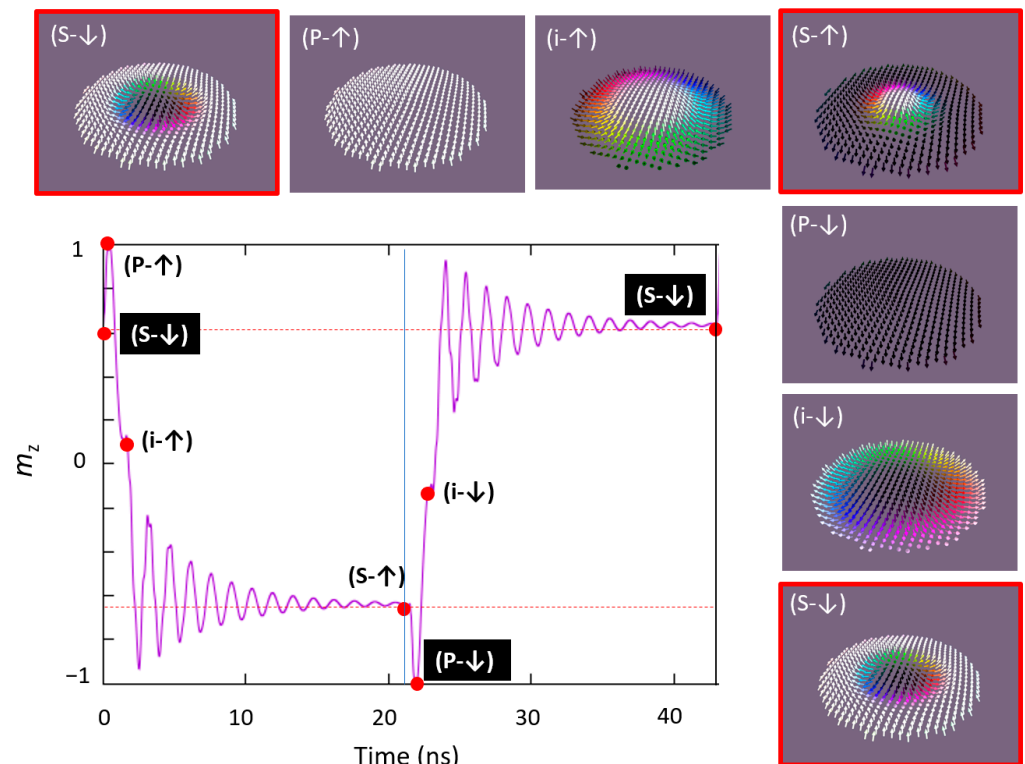 (S-↓)
(P-↑)
(i-↑)
(S-↑)
(P-↓)
(i-↓)
(S-↓)
1
(P-↑)
(S-↓)
(S-↓)
(i-↑)
0
(i-↓)
(S-↑)
(P-↓)
−1
m_z
0
10
20
30
40
Time (ns)